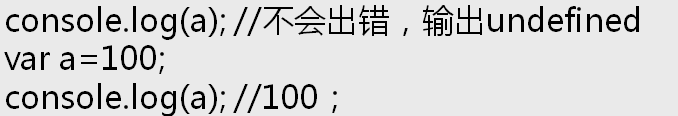 console.log(a); //不会出错，输出undefined
var a=100;
console.log(a); //100；